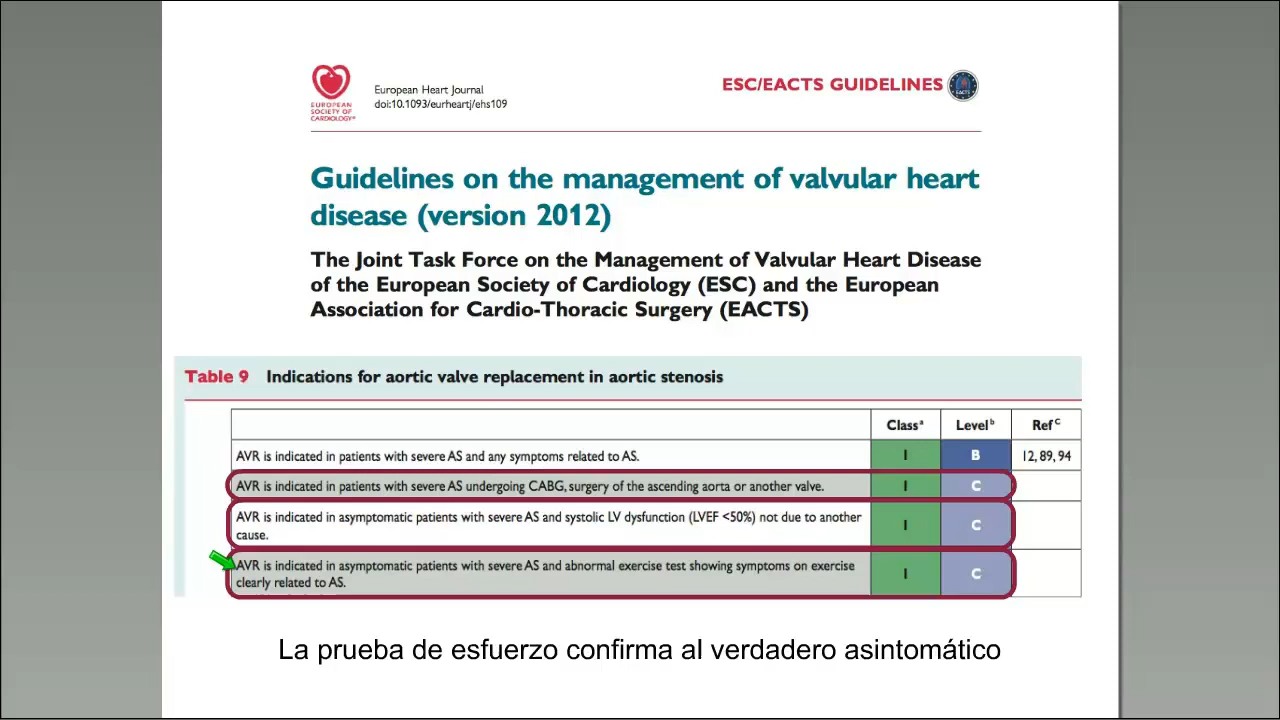 EUROPEAN
SOCIETY OF
CARDIOLOGY®
European Heart Journal
doi:10.1093/eurheartj/ehs109
ESC/EACTS GUIDELINES
EACTS
Guidelines on the management of valvular heart
disease (version 2012)
The Joint Task Force on the Management of Valvular Heart Disease
of the European Society of Cardiology (ESC) and the European
Association for Cardio-Thoracic Surgery (EACTS)
Table 9 Indications for aortic valve replacement in aortic stenosis
Class a Level b Ref C
AVR is indicated in patients with severe AS and any symptoms related to AS. I B 12, 89, 94
AVR is indicated in patients with severe AS undergoing CABG, surgery of the ascending aorta or another valve. I C
AVR is indicated in asymptomatic patients with severe AS and systolic LV dysfunction (LVEF <50%) not due to another
cause. I C
AVR is indicated in asymptomatic patients with severe AS and abnormal exercise test showing symptoms on exercise
clearly related to AS. I C
La prueba de esfuerzo confirma al verdadero asintomático